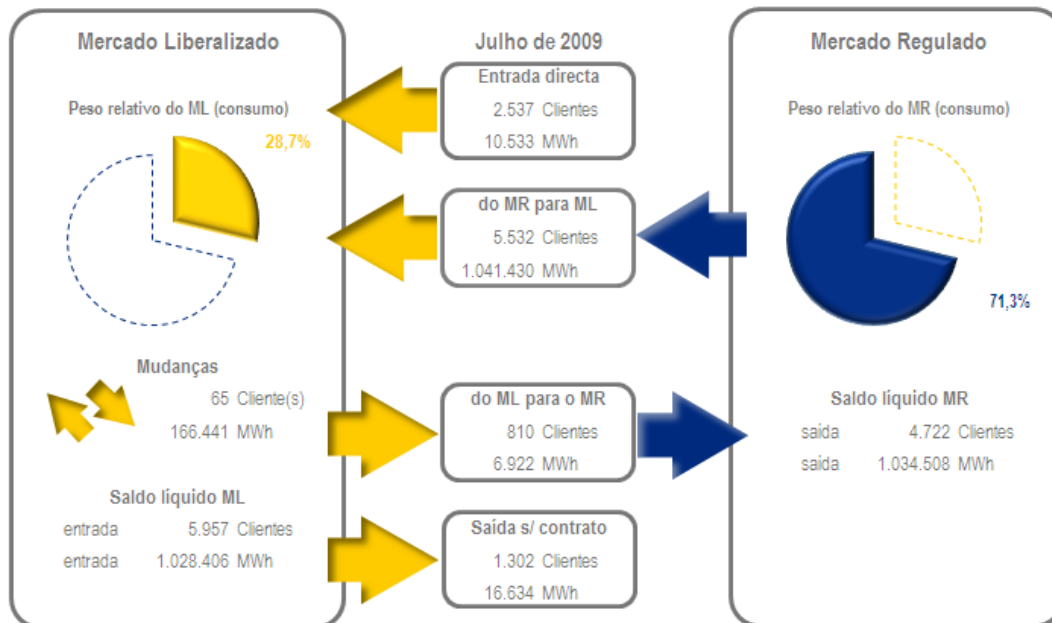 Mercado Liberalizado
Peso relativo do ML (consumo)
28,7%
Mudanças
65 Cliente(s)
166.441 MWh
Saldo líquido ML
entrada 5.957 Clientes
entrada 1.028.406 MWh
Julho de 2009
Entrada directa
2.537 Clientes
10.533 MWh
do MR para ML
5.532 Clientes
1.041.430 MWh
do ML para o MR
810 Clientes
6.922 MWh
Saída s/ contrato
1.302 Clientes
16.634 MWh
Mercado Regulado
Peso relativo do MR (consumo)
71,3%
Saldo líquido MR
saída 4.722 Clientes
saída 1.034.508 MWh